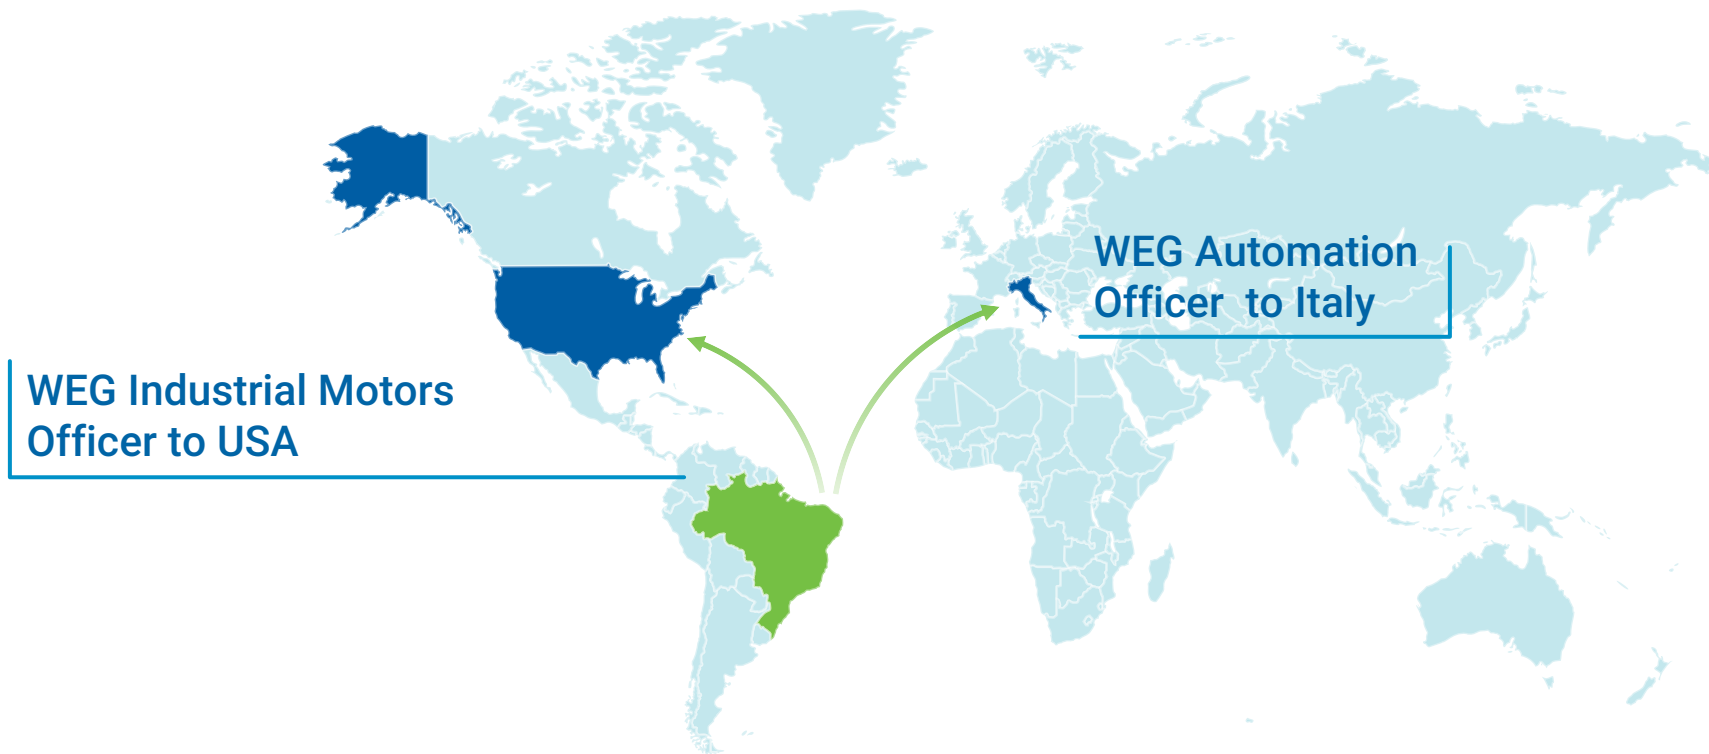 WEG Automation
Officer to Italy
WEG Industrial Motors
Officer to USA